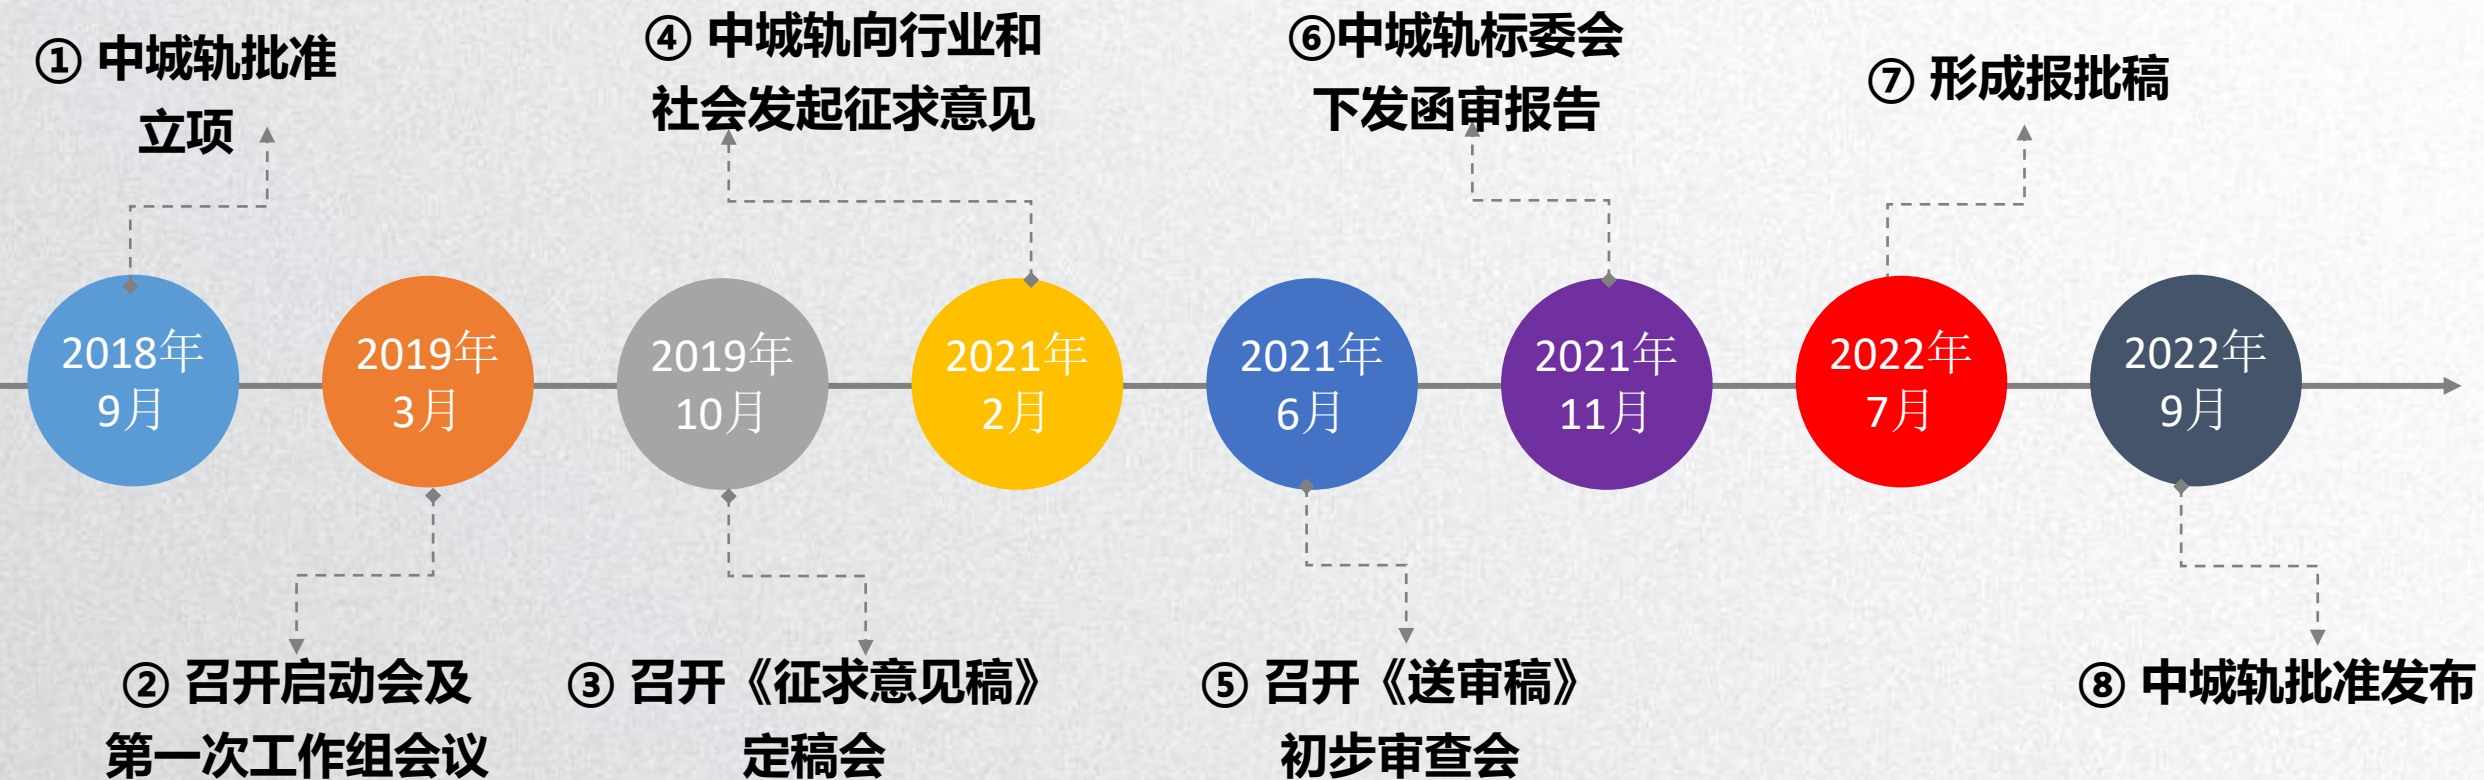 ① 中城轨批准
立项
④ 中城轨向行业和
社会发起征求意见
⑥中城轨标委会
下发函审报告
⑦ 形成报批稿
2018年
9月
2019年
3月
2019年
10月
2021年
2月
2021年
6月
2021年
11月
2022年
7月
2022年
9月
② 召开启动会及
第一次工作组会议
③ 召开《征求意见稿》
定稿会
⑤ 召开《送审稿》
初步审查会
⑧ 中城轨批准发布